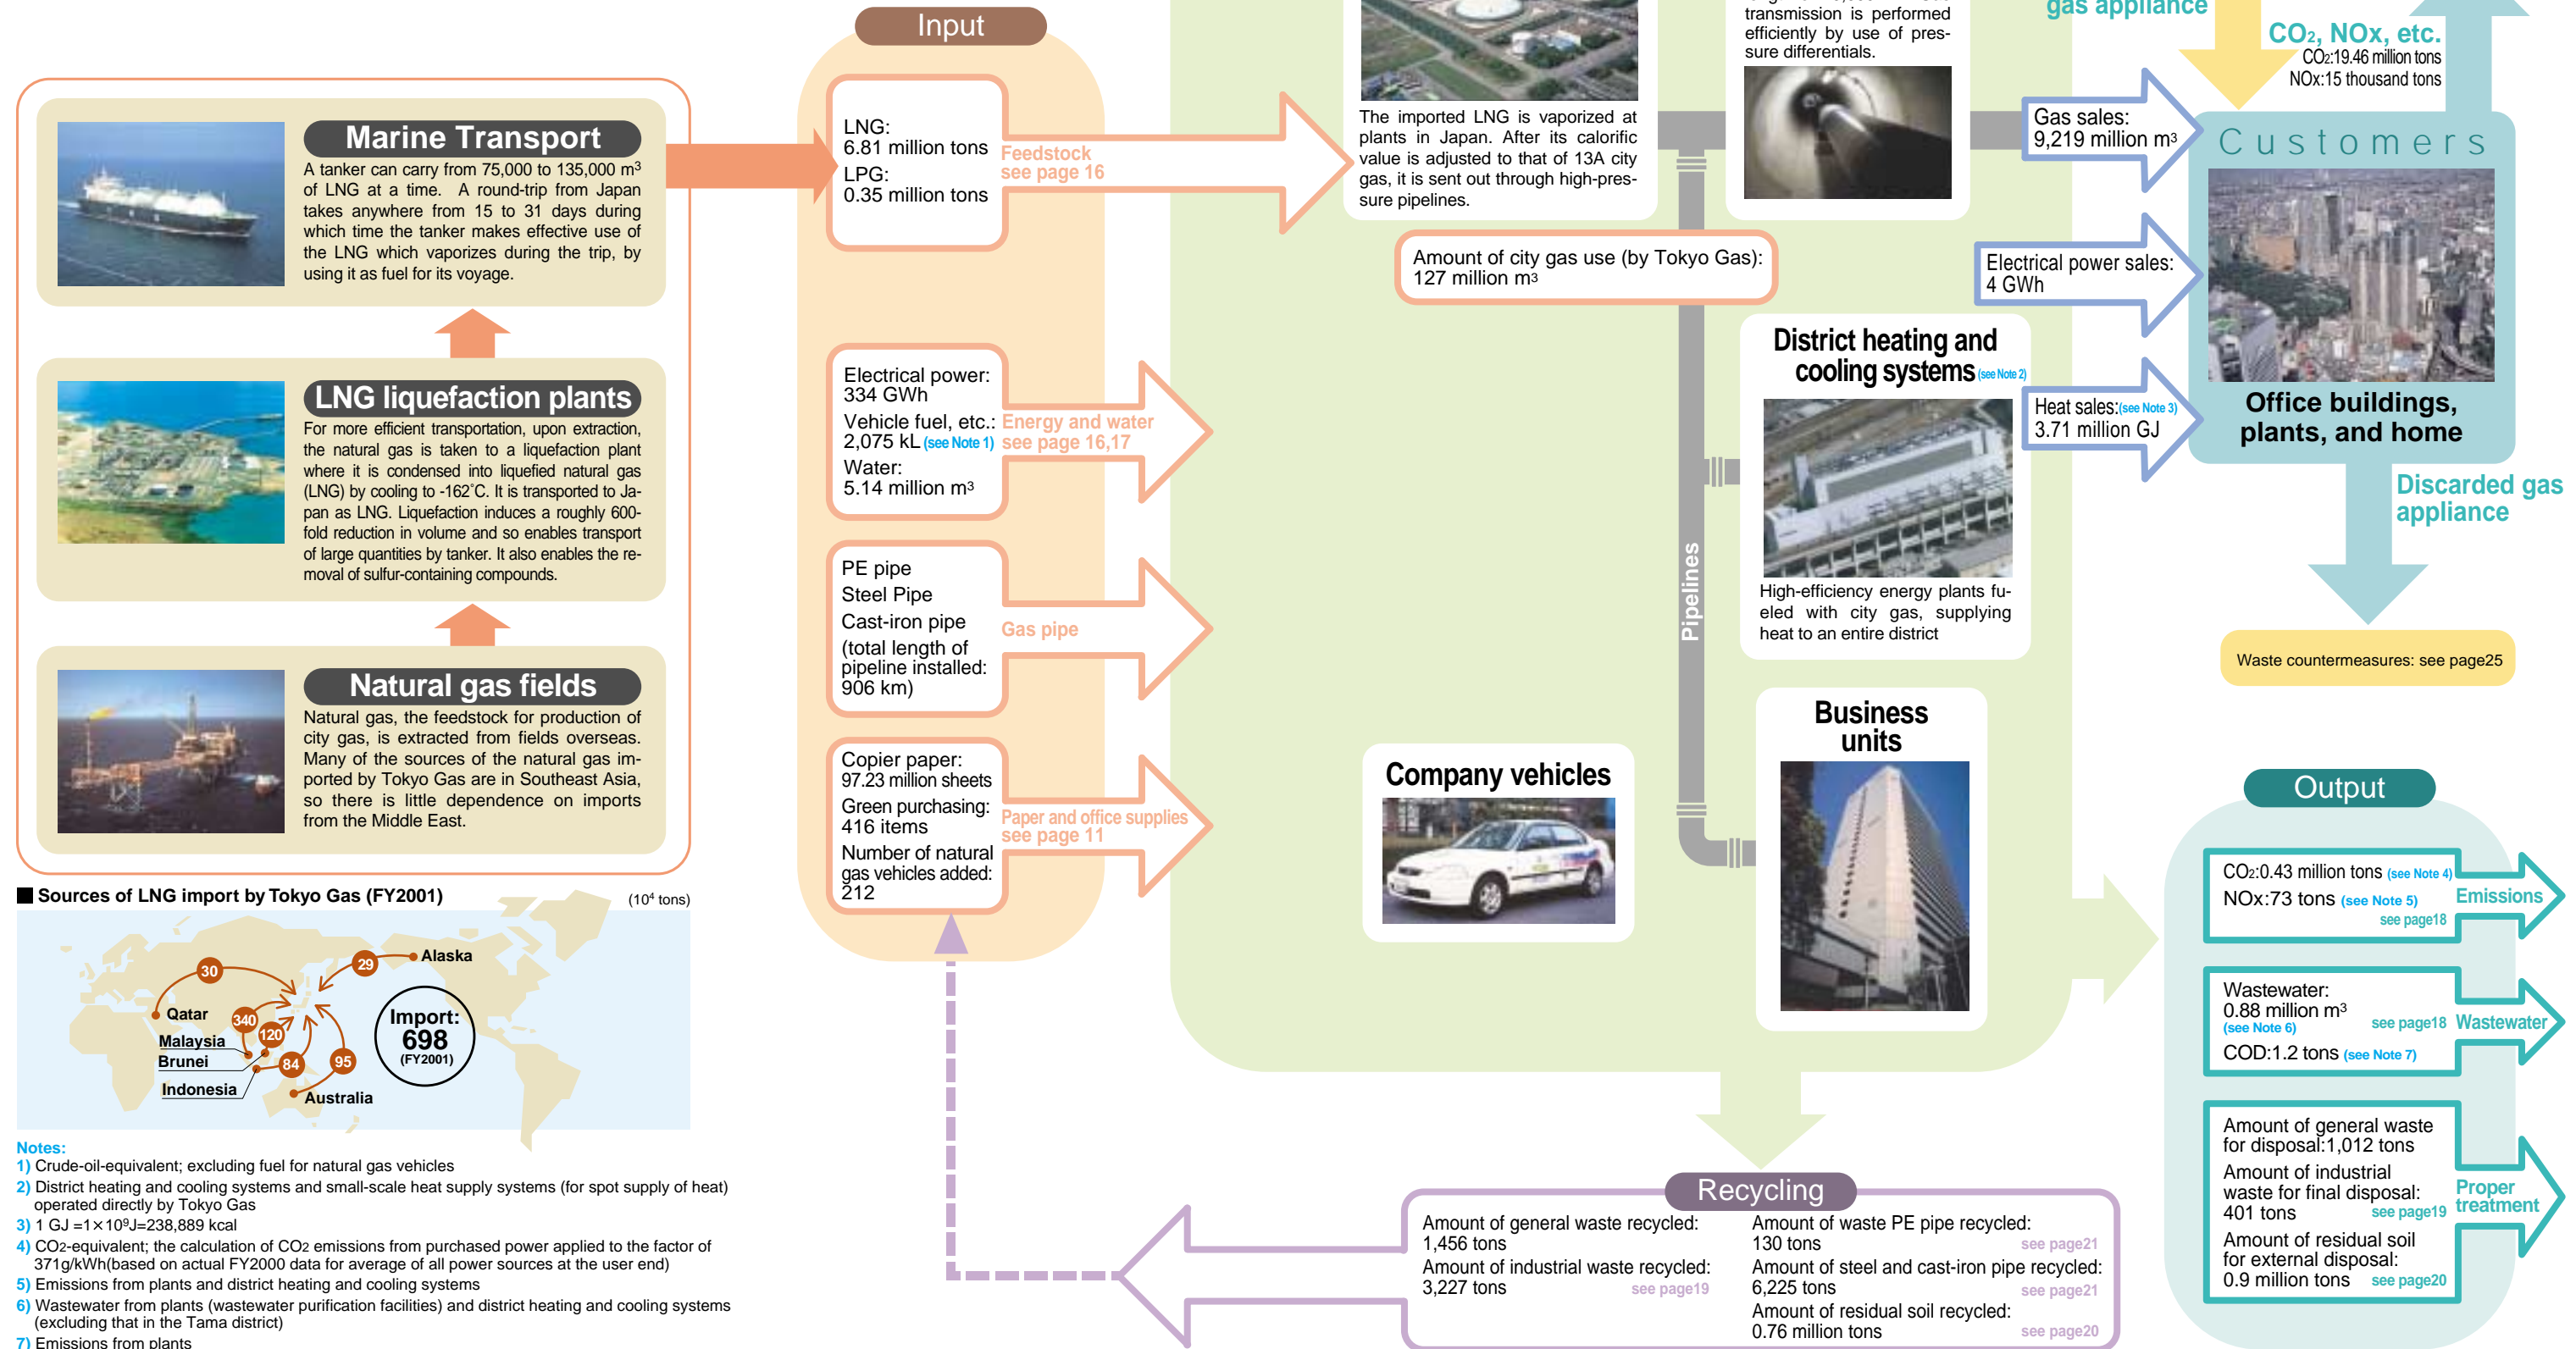 Input
Marine Transport
A tanker can carry from 75,000 to 135,000 m3
of LNG at a time. A round-trip from Japan
takes anywhere from 15 to 31 days during
which time the tanker makes effective use of
the LNG which vaporizes during the trip, by
using it as fuel for its voyage.
LNG liquefaction plants
For more efficient transportation, upon extraction,
the natural gas is taken to a liquefaction plant
where it is condensed into liquefied natural gas
(LNG) by cooling to -162˚C. It is transported to Ja-
pan as LNG. Liquefaction induces a roughly 600-
fold reduction in volume and so enables transport
of large quantities by tanker. It also enables the re-
moval of sulfur-containing compounds.
Natural gas fields
Natural gas, the feedstock for production of
city gas, is extracted from fields overseas.
Many of the sources of the natural gas im-
ported by Tokyo Gas are in Southeast Asia,
so there is little dependence on imports
from the Middle East.
■ Sources of LNG import by Tokyo Gas (FY2001)
(10⁴ tons)
30
29
Alaska
Qatar
340
120
Malaysia
Brunei
84
95
Indonesia
Australia
Import:
698
(FY2001)
Notes:
1) Crude-oil-equivalent; excluding fuel for natural gas vehicles
2) District heating and cooling systems and small-scale heat supply systems (for spot supply of heat)
operated directly by Tokyo Gas
3) 1 GJ =1×10⁹J=238,889 kcal
4) CO2-equivalent; the calculation of CO2 emissions from purchased power applied to the factor of
371g/kWh(based on actual FY2000 data for average of all power sources at the user end)
5) Emissions from plants and district heating and cooling systems
6) Wastewater from plants (wastewater purification facilities) and district heating and cooling systems
(excluding that in the Tama district)
7) Emissions from plants
LNG:
6.81 million tons
LPG:
0.35 million tons
Feedstock
see page 16
Electrical power:
334 GWh
Vehicle fuel, etc.:
2,075 kL (see Note 1)
Water:
5.14 million m3
Energy and water
see page 16,17
PE pipe
Steel Pipe
Cast-iron pipe
(total length of
pipeline installed:
906 km)
Gas pipe
Copier paper:
97.23 million sheets
Green purchasing:
416 items
Number of natural
gas vehicles added:
212
Paper and office supplies
see page 11
The imported LNG is vaporized at
plants in Japan. After its calorific
value is adjusted to that of 13A city
gas, it is sent out through high-pres-
sure pipelines.
transmission is performed
efficiently by use of pres-
sure differentials.
Amount of city gas use (by Tokyo Gas):
127 million m3
Pipelines
District heating and
cooling systems (see Note 2)
High-efficiency energy plants fu-
eled with city gas, supplying
heat to an entire district
Company vehicles
Business
units
gas appliance
CO2, NOx, etc.
CO2:19.46 million tons
NOx:15 thousand tons
Gas sales:
9,219 million m3
Electrical power sales:
4 GWh
Heat sales:(see Note 3)
3.71 million GJ
Customers
Office buildings,
plants, and home
Discarded gas
appliance
Waste countermeasures: see page25
Output
CO2:0.43 million tons (see Note 4)
NOx:73 tons (see Note 5)
see page18
Emissions
Wastewater:
0.88 million m3
(see Note 6)
see page18
COD:1.2 tons (see Note 7)
Wastewater
Amount of general waste
for disposal:1,012 tons
Amount of industrial
waste for final disposal:
401 tons see page19
Amount of residual soil
for external disposal:
0.9 million tons see page20
Proper
treatment
Recycling
Amount of general waste recycled:
1,456 tons
Amount of industrial waste recycled:
3,227 tons see page19
Amount of waste PE pipe recycled:
130 tons see page21
Amount of steel and cast-iron pipe recycled:
6,225 tons see page21
Amount of residual soil recycled:
0.76 million tons see page20